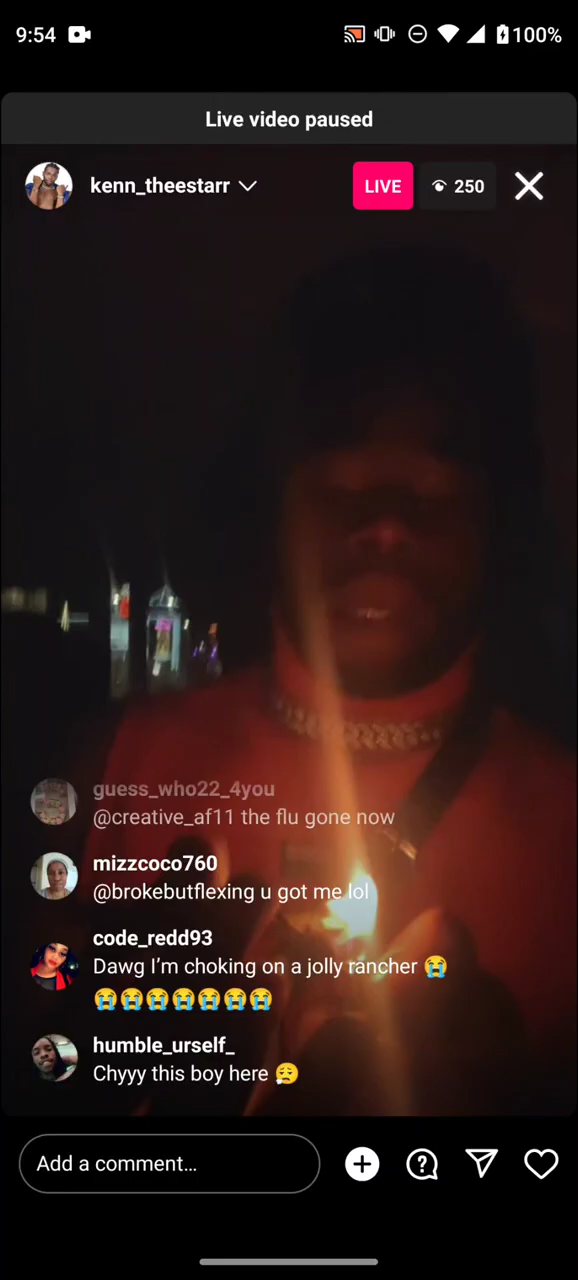 9:54
100%
Live video paused
kenn_theestarr
LIVE
250
guess_who22_4you
@creative_af11 the flu gone now
mizzcoco760
@brokebutflexing u got me lol
code_redd93
Dawg I’m choking on a jolly rancher 😭
😭😭😭😭😭😭😭
humble_urself_
Chyyy this boy here 😮‍💨
Add a comment...